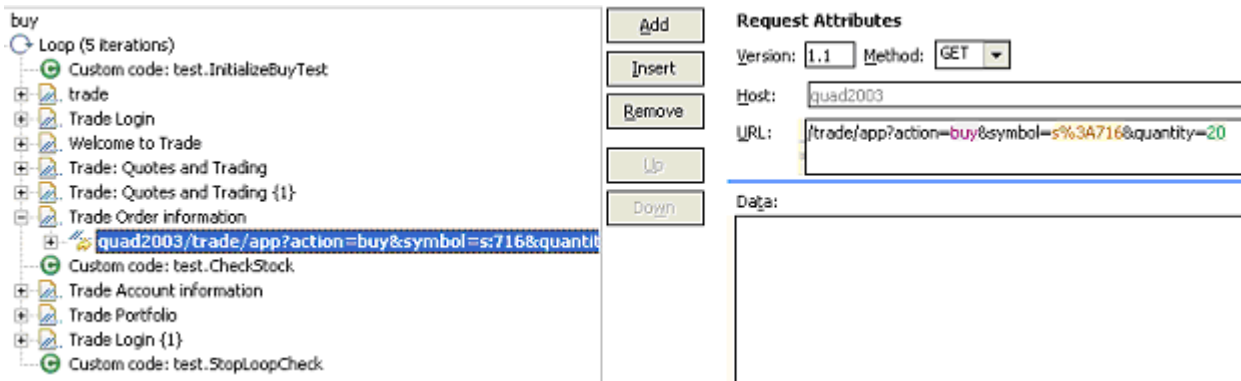 buy
Loop (5 iterations)
Custom code: test.InitializeBuyTest
trade
Trade Login
Welcome to Trade
Trade: Quotes and Trading
Trade: Quotes and Trading {1}
Trade Order information
quad2003/trade/app?action=buy&symbol=s:716&quantit
Custom code: test.CheckStock
Trade Account information
Trade Portfolio
Trade Login {1}
Custom code: test.StopLoopCheck
Add
Insert
Remove
Up
Down
Request Attributes
Version: 1.1 Method: GET
Host: quad2003
URL: /trade/app?action=buy&symbol=s%3A716&quantity=20
Data: